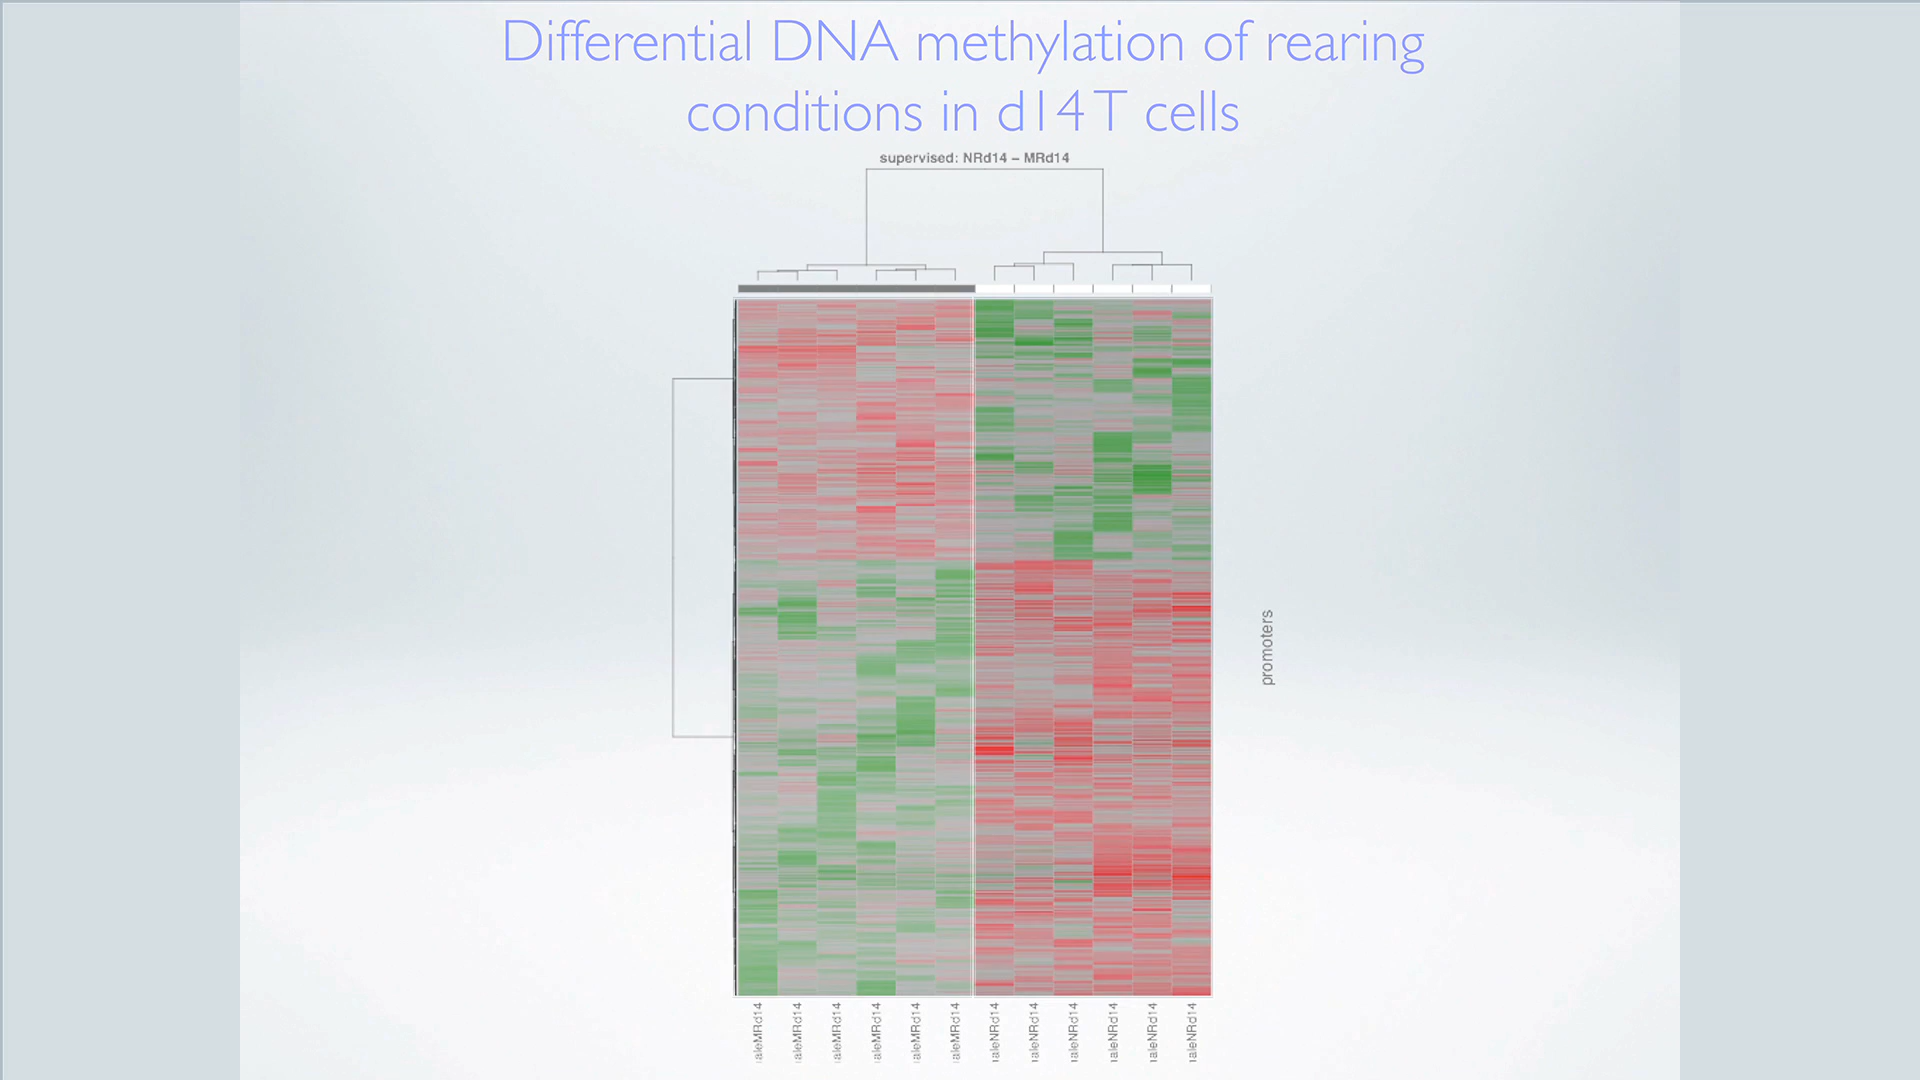 Differential DNA methylation of rearing
conditions in d14 T cells
supervised: NRd14 – MRd14
promoters
aleMRd14
aleMRd14
aleMRd14
aleMRd14
aleMRd14
aleMRd14
aleNRd14
aleNRd14
aleNRd14
aleNRd14
aleNRd14
aleNRd14